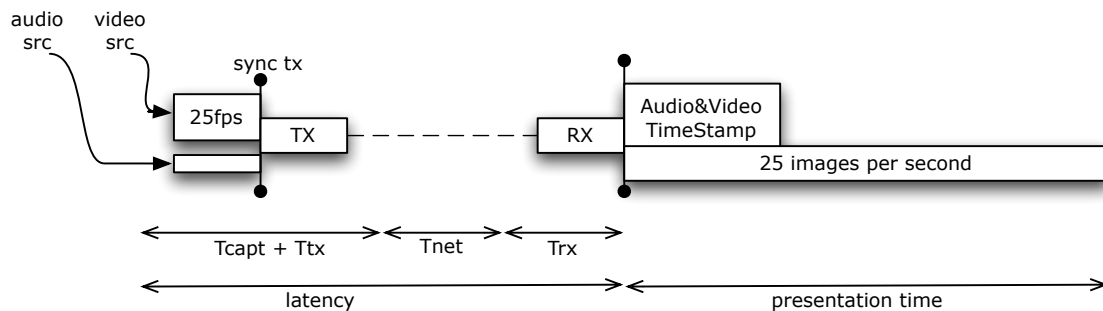 audio
src
video
src
sync tx
25fps
TX
RX
Audio&Video
TimeStamp
25 images per second
Tcapt + Ttx
Tnet
Trx
latency
presentation time